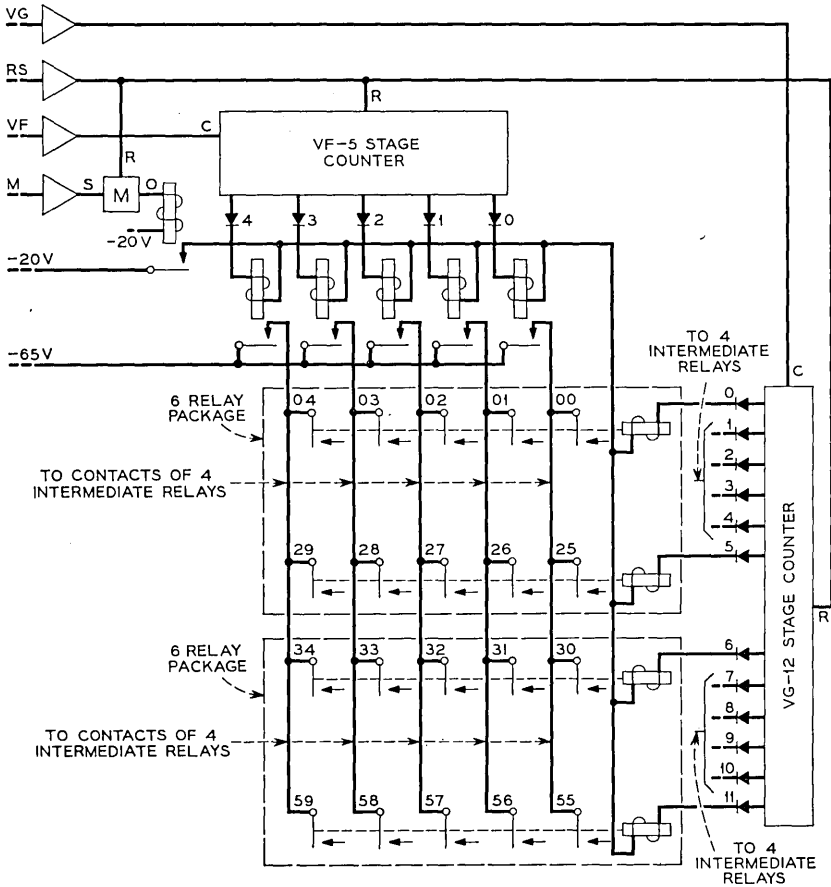 VG
RS
VF
M
R
C
VF-5 STAGE
COUNTER
R
S
M
O
-20V
-20V
4
3
2
1
0
-65V
TO 4
INTERMEDIATE
RELAYS
C
6 RELAY
PACKAGE
04
03
02
01
00
0
1
2
3
4
5
TO CONTACTS OF 4
INTERMEDIATE RELAYS
29
28
27
26
25
VG-12 STAGE COUNTER
R
6 RELAY
PACKAGE
34
33
32
31
30
6
7
8
9
10
11
TO CONTACTS OF 4
INTERMEDIATE RELAYS
59
58
57
56
55
TO 4
INTERMEDIATE
RELAYS